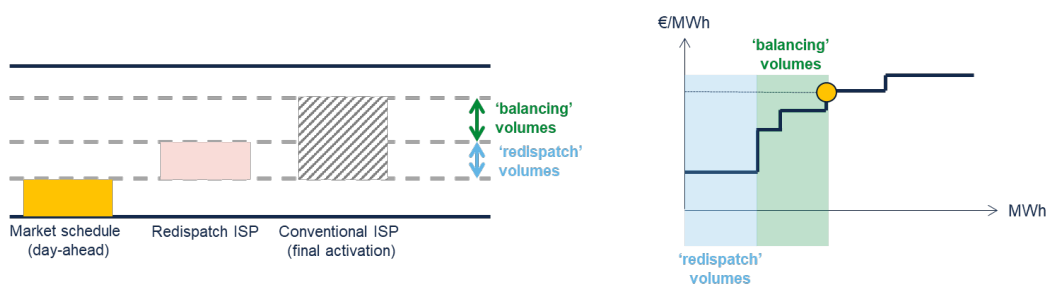 ‘balancing’
volumes
‘redispatch’
volumes
Market schedule
(day-ahead)
Redispatch ISP
Conventional ISP
(final activation)
€/MWh
‘balancing’
volumes
MWh
‘redispatch’
volumes